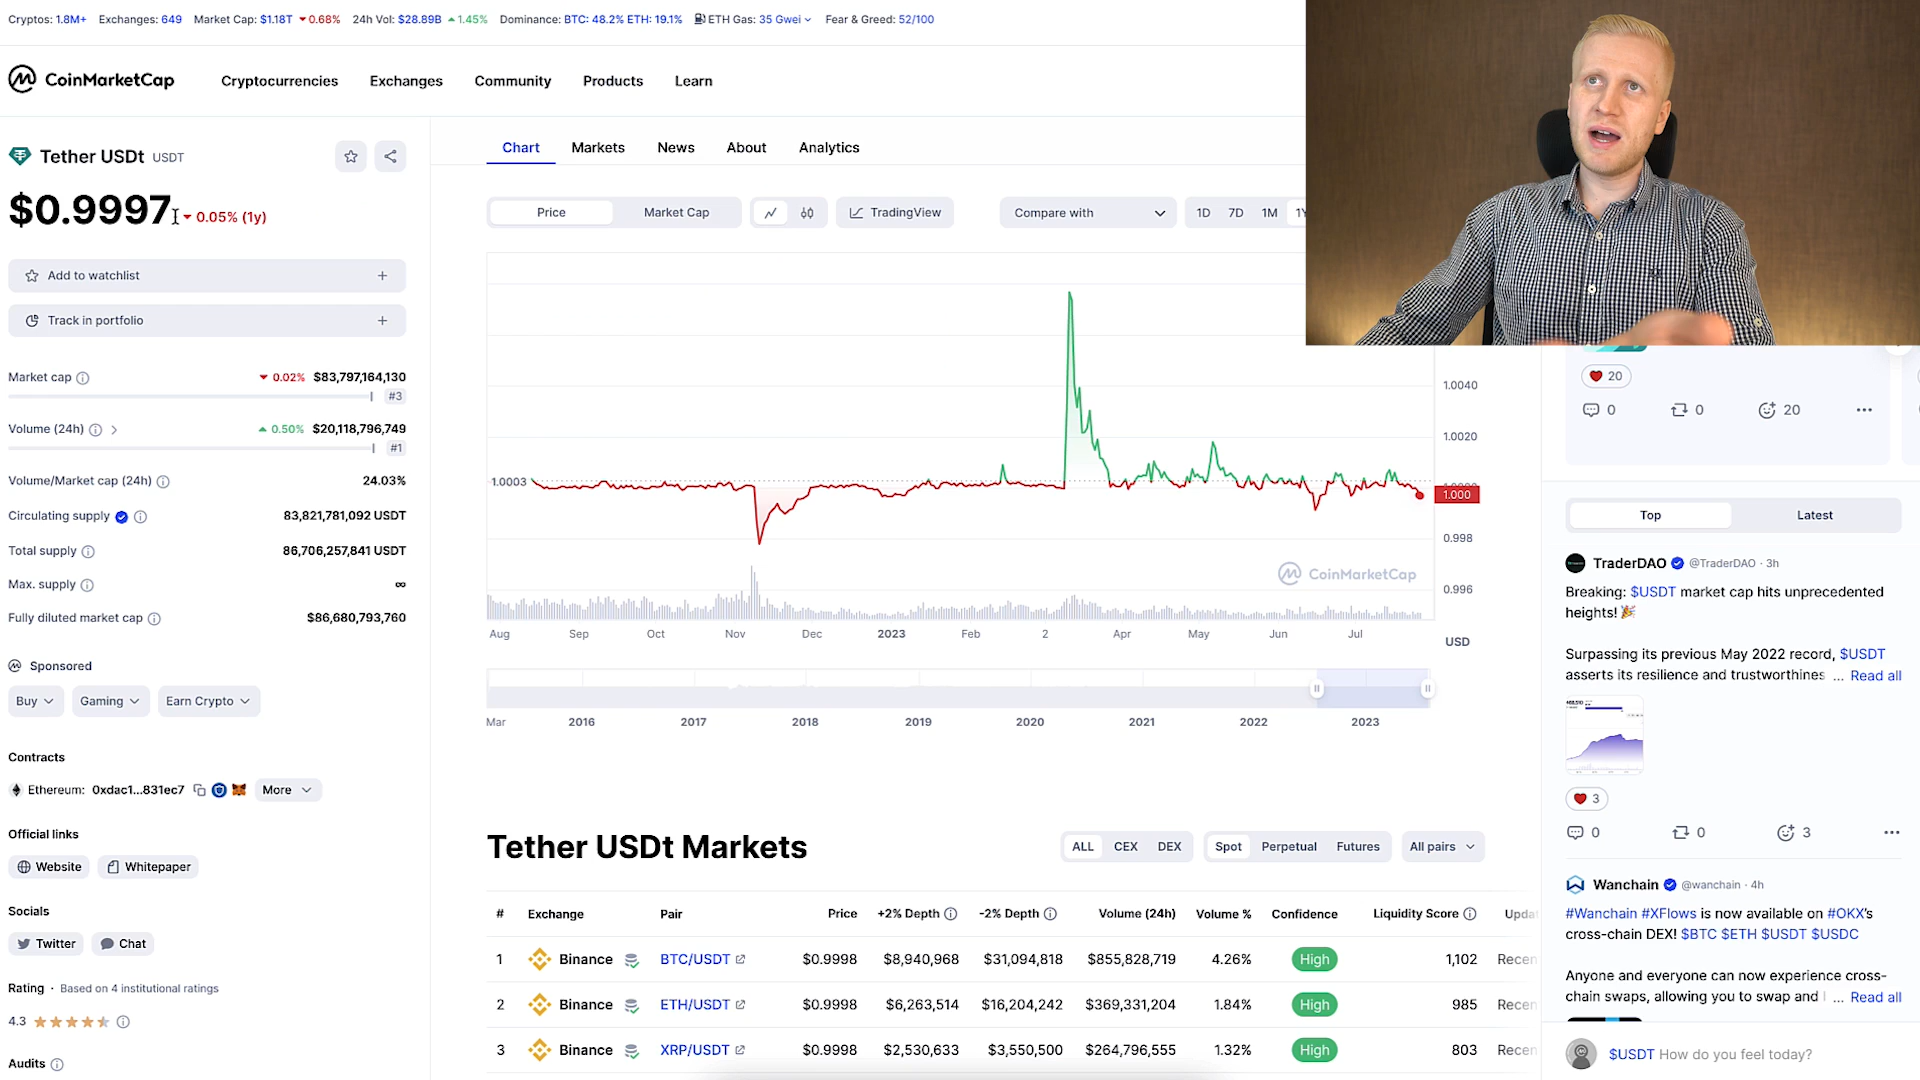 Cryptos: 1.8M+ Exchanges: 649 Market Cap: $1.18T 0.68% 24h Vol: $28.89B 1.45% Dominance: BTC: 48.2% ETH: 19.1% ETH Gas: 35 Gwei Fear & Greed: 52/100
CoinMarketCap Cryptocurrencies Exchanges Community Products Learn
Tether USDt USDT
$0.9997 0.05% (1y)
Add to watchlist +
Track in portfolio +
Market cap 0.02% $83,797,164,130
#3
Volume (24h) 0.50% $20,118,796,749
#1
Volume/Market cap (24h) 24.03%
Circulating supply 83,821,781,092 USDT
Total supply 86,706,257,841 USDT
Max. supply ∞
Fully diluted market cap $86,680,793,760
Sponsored
Buy Gaming Earn Crypto
Contracts
Ethereum: 0xdac1...831ec7 More
Official links
Website Whitepaper
Socials
Twitter Chat
Rating · Based on 4 institutional ratings
4.3
Audits
Chart Markets News About Analytics
Price Market Cap TradingView Compare with 1D 7D 1M
1.0040
1.0020
1.0003
1.000
0.998
CoinMarketCap
0.996
Aug Sep Oct Nov Dec 2023 Feb 2 Apr May Jun Jul
USD
Mar 2016 2017 2018 2019 2020 2021 2022 2023
Tether USDt Markets ALL CEX DEX Spot Perpetual Futures All pairs
# Exchange Pair Price +2% Depth -2% Depth Volume (24h) Volume % Confidence Liquidity Score
1 Binance BTC/USDT $0.9998 $8,940,968 $31,094,818 $855,828,719 4.26% High 1,102
2 Binance ETH/USDT $0.9998 $6,263,514 $16,204,242 $369,331,204 1.84% High 985
3 Binance XRP/USDT $0.9998 $2,530,633 $3,550,500 $264,796,555 1.32% High 803
20
0 0 20 ...
Top Latest
TraderDAO @TraderDAO · 3h
Breaking: $USDT market cap hits unprecedented
heights!
Surpassing its previous May 2022 record, $USDT
asserts its resilience and trustworthines ... Read all
3
0 0 3 ...
Wanchain @wanchain · 4h
#Wanchain #XFlows is now available on #OKX's
cross-chain DEX! $BTC $ETH $USDT $USDC
Anyone and everyone can now experience cross-
chain swaps, allowing you to swap and ... Read all
$USDT How do you feel today?